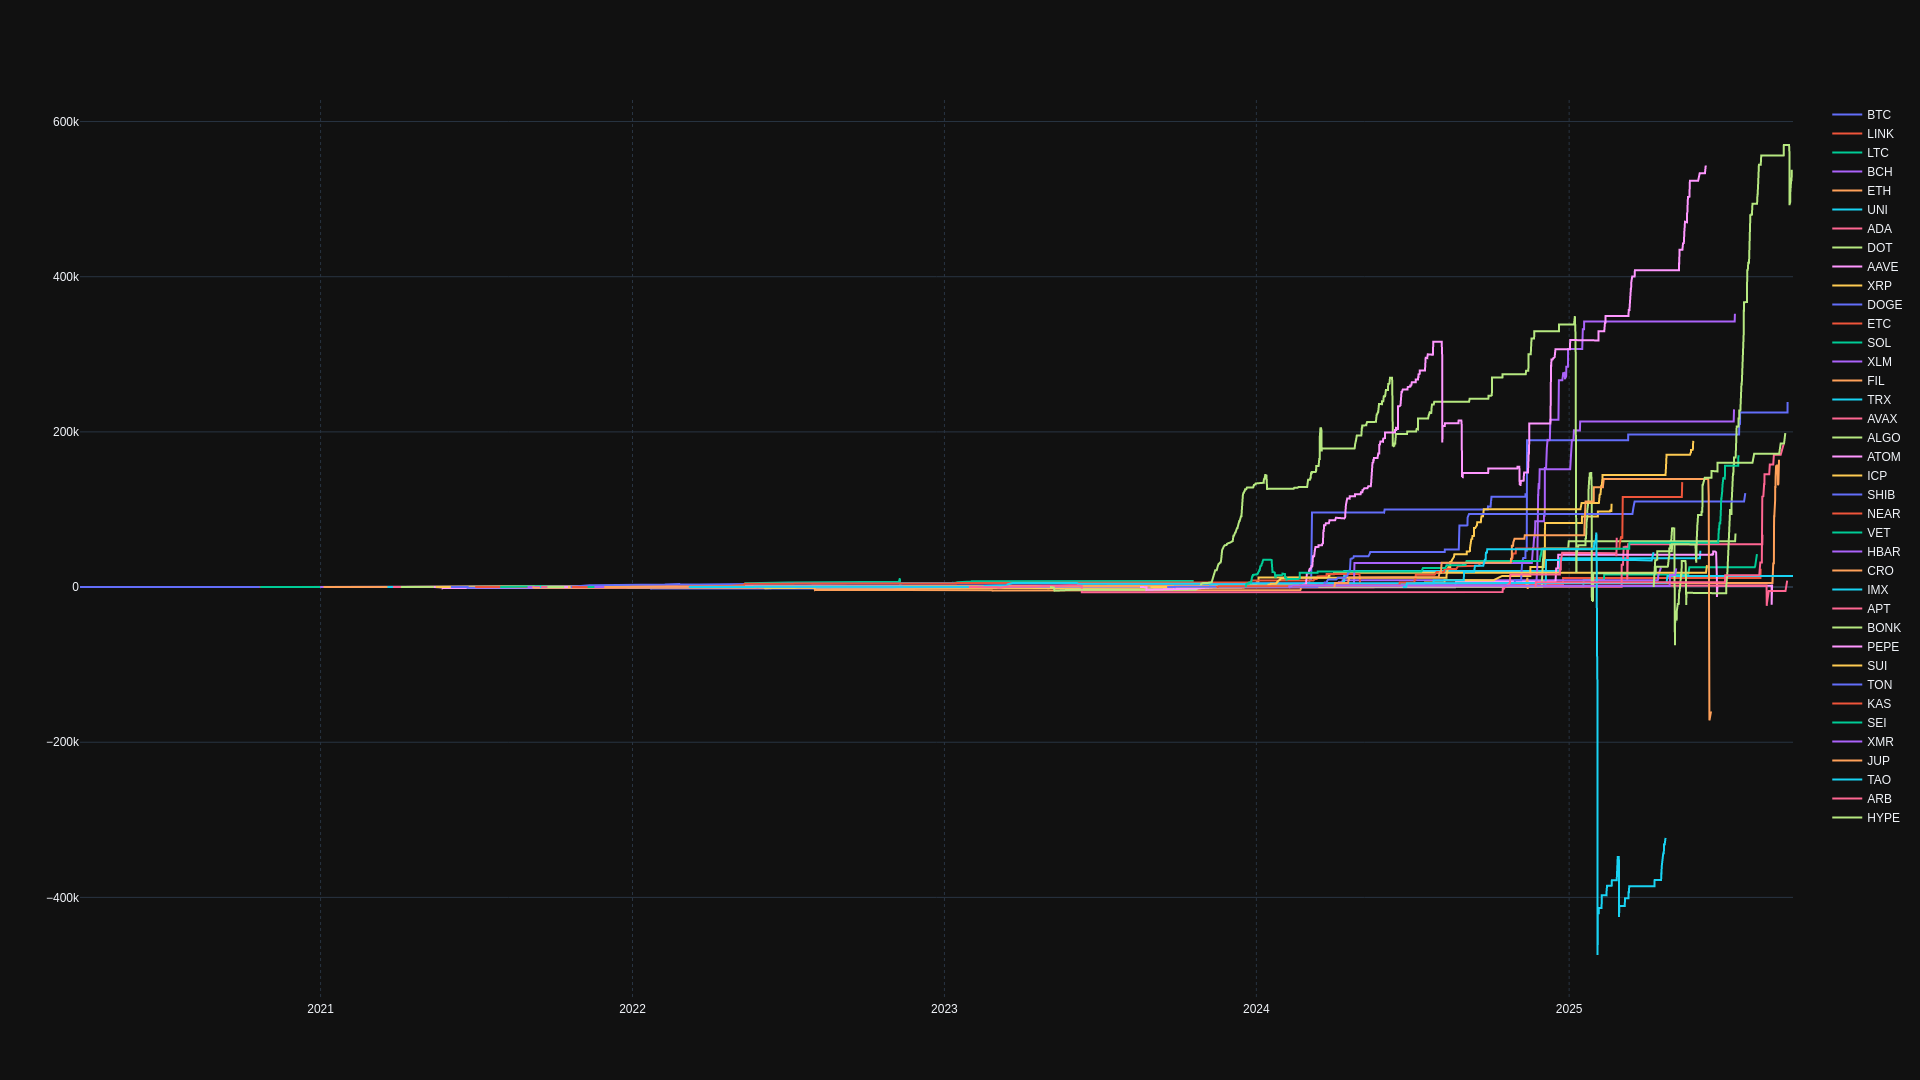 600k
400k
200k
0
−200k
−400k
2021
2022
2023
2024
2025
BTC
LINK
LTC
BCH
ETH
UNI
ADA
DOT
AAVE
XRP
DOGE
ETC
SOL
XLM
FIL
TRX
AVAX
ALGO
ATOM
ICP
SHIB
NEAR
VET
HBAR
CRO
IMX
APT
BONK
PEPE
SUI
TON
KAS
SEI
XMR
JUP
TAO
ARB
HYPE